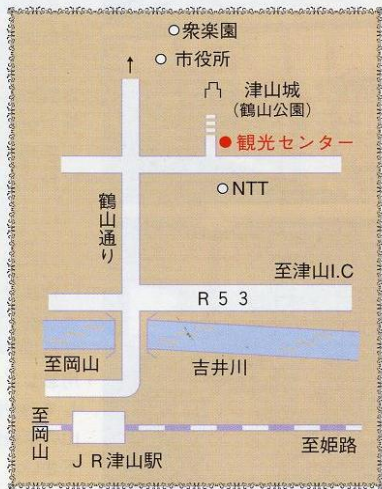 衆楽園
市役所
津山城
(鶴山公園)
観光センター
NTT
鶴山通り
至津山I.C
R53
至岡山
吉井川
至岡山
至姫路
JR津山駅